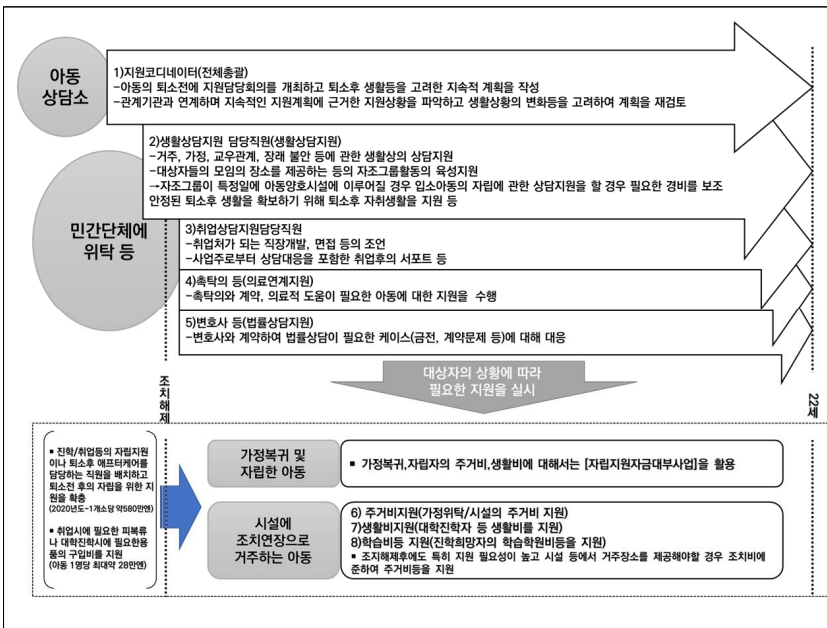 아동
상담소
1)지원코디네이터(전체총괄)
-아동의 퇴소전에 지원담당회의를 개최하고 퇴소후 생활등을 고려한 지속적 계획을 작성
-관계기관과 연계하며 지속적인 지원계획에 근거한 지원상황을 파악하고 생활상황의 변화등을 고려하여 계획을 재검토
민간단체에
위탁 등
2)생활상담지원 담당직원(생활상담지원)
-거주, 가정, 교우관계, 장래 불안 등에 관한 생활상의 상담지원
-대상자들의 모임의 장소를 제공하는 등의 자조그룹활동의 육성지원
→자조그룹이 특정일에 아동양호시설에 이루어질 경우 입소아동의 자립에 관한 상담지원을 할 경우 필요한 경비를 보조
안정된 퇴소후 생활을 확보하기 위해 퇴소후 자취생활을 지원 등
3)취업상담지원담당직원
-취업처가 되는 직장개발, 면접 등의 조언
-사업주로부터 상담대응을 포함한 취업후의 서포트 등
4)촉탁의 등(의료연계지원)
-촉탁의와 계약, 의료적 도움이 필요한 아동에 대한 지원을 수행
5)변호사 등(법률상담지원)
-변호사와 계약하여 법률상담이 필요한 케이스(금전, 계약문제 등)에 대해 대응
대상자의 상황에 따라
필요한 지원을 실시
조치해제
22세
▪ 진학/취업등의 자립지원
이나 퇴소후 애프터케어를
담당하는 직원을 배치하고
퇴소전 후의 자립을 위한 지
원을 확충
(2020년도~1개소당 약580만엔)
▪ 취업시에 필요한 피복류
나 대학진학시에 필요한용
품의 구입비를 지원
(아동 1명당 최대약 28만엔)
가정복귀 및
자립한 아동
▪ 가정복귀,자립자의 주거비,생활비에 대해서는 [자립지원자금대부사업]을 활용
시설에
조치연장으로
거주하는 아동
6) 주거비지원(가정위탁/시설의 주거비 지원)
7)생활비지원(대학진학자 등 생활비를 지원)
8)학습비등 지원(진학희망자의 학습학원비등을 지원)
▪ 조치해제후에도 특히 지원 필요성이 높고 시설 등에서 거주장소를 제공해야할 경우 조치비에
준하여 주거비등을 지원